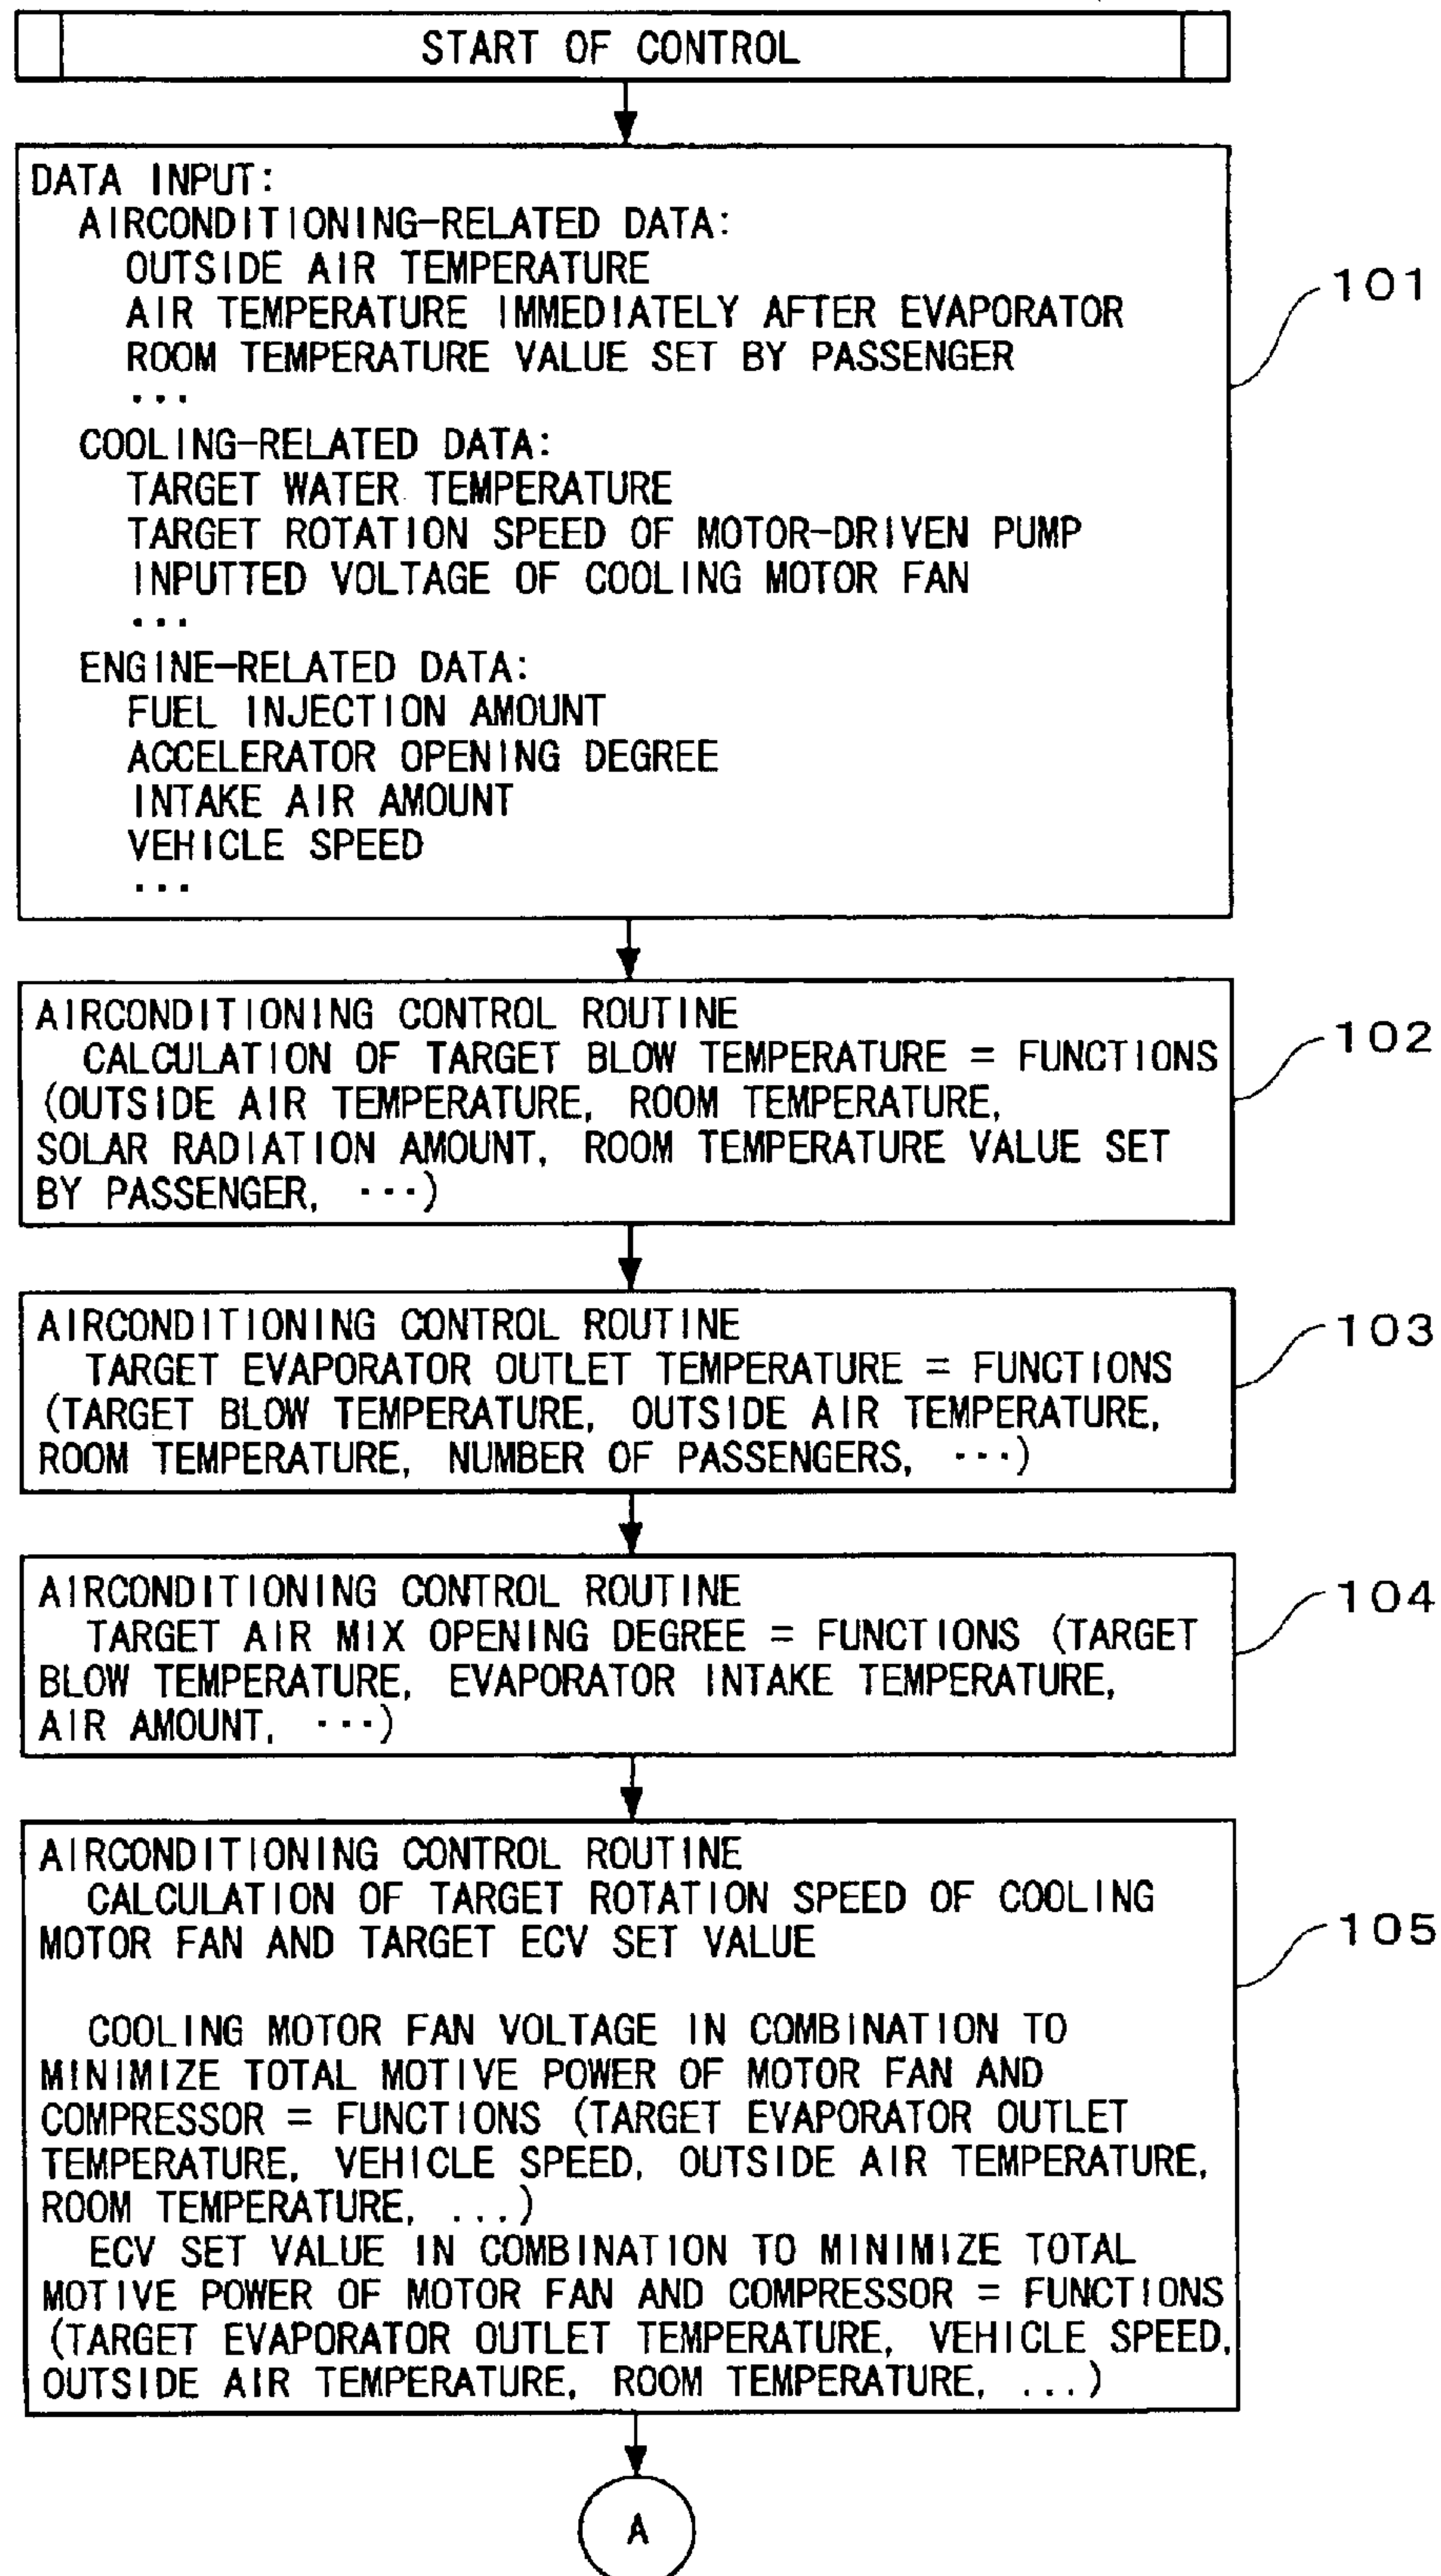 START OF CONTROL
DATA INPUT:
AIRCONDITIONING-RELATED DATA:
OUTSIDE AIR TEMPERATURE
AIR TEMPERATURE IMMEDIATELY AFTER EVAPORATOR
ROOM TEMPERATURE VALUE SET BY PASSENGER
...
COOLING-RELATED DATA:
TARGET WATER TEMPERATURE
TARGET ROTATION SPEED OF MOTOR-DRIVEN PUMP
INPUTTED VOLTAGE OF COOLING MOTOR FAN
...
ENGINE-RELATED DATA:
FUEL INJECTION AMOUNT
ACCELERATOR OPENING DEGREE
INTAKE AIR AMOUNT
VEHICLE SPEED
...
101
AIRCONDITIONING CONTROL ROUTINE
CALCULATION OF TARGET BLOW TEMPERATURE = FUNCTIONS
(OUTSIDE AIR TEMPERATURE, ROOM TEMPERATURE,
SOLAR RADIATION AMOUNT, ROOM TEMPERATURE VALUE SET
BY PASSENGER, ···)
102
AIRCONDITIONING CONTROL ROUTINE
TARGET EVAPORATOR OUTLET TEMPERATURE = FUNCTIONS
(TARGET BLOW TEMPERATURE, OUTSIDE AIR TEMPERATURE,
ROOM TEMPERATURE, NUMBER OF PASSENGERS, ···)
103
AIRCONDITIONING CONTROL ROUTINE
TARGET AIR MIX OPENING DEGREE = FUNCTIONS (TARGET
BLOW TEMPERATURE, EVAPORATOR INTAKE TEMPERATURE,
AIR AMOUNT, ···)
104
AIRCONDITIONING CONTROL ROUTINE
CALCULATION OF TARGET ROTATION SPEED OF COOLING
MOTOR FAN AND TARGET ECV SET VALUE
COOLING MOTOR FAN VOLTAGE IN COMBINATION TO
MINIMIZE TOTAL MOTIVE POWER OF MOTOR FAN AND
COMPRESSOR = FUNCTIONS (TARGET EVAPORATOR OUTLET
TEMPERATURE, VEHICLE SPEED, OUTSIDE AIR TEMPERATURE,
ROOM TEMPERATURE, ...)
ECV SET VALUE IN COMBINATION TO MINIMIZE TOTAL
MOTIVE POWER OF MOTOR FAN AND COMPRESSOR = FUNCTIONS
(TARGET EVAPORATOR OUTLET TEMPERATURE, VEHICLE SPEED,
OUTSIDE AIR TEMPERATURE, ROOM TEMPERATURE, ...)
105
A